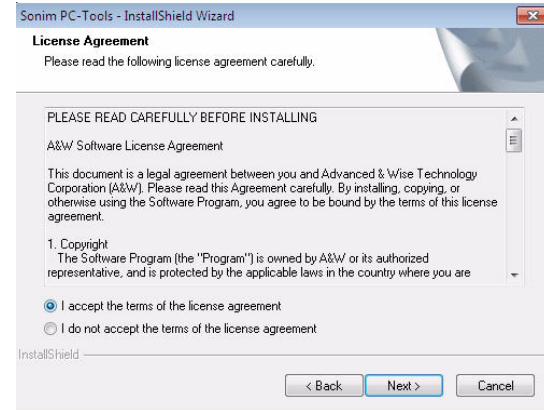 Sonim PC-Tools - InstallShield Wizard
License Agreement
Please read the following license agreement carefully.
PLEASE READ CAREFULLY BEFORE INSTALLING
A&W Software License Agreement
This document is a legal agreement between you and Advanced & Wise Technology
Corporation (A&W). Please read this Agreement carefully. By installing, copying, or
otherwise using the Software Program, you agree to be bound by the terms of this license
agreement.
1. Copyright
The Software Program (the "Program") is owned by A&W or its authorized
representative, and is protected by the applicable laws in the country where you are
I accept the terms of the license agreement
I do not accept the terms of the license agreement
InstallShield
< Back Next > Cancel